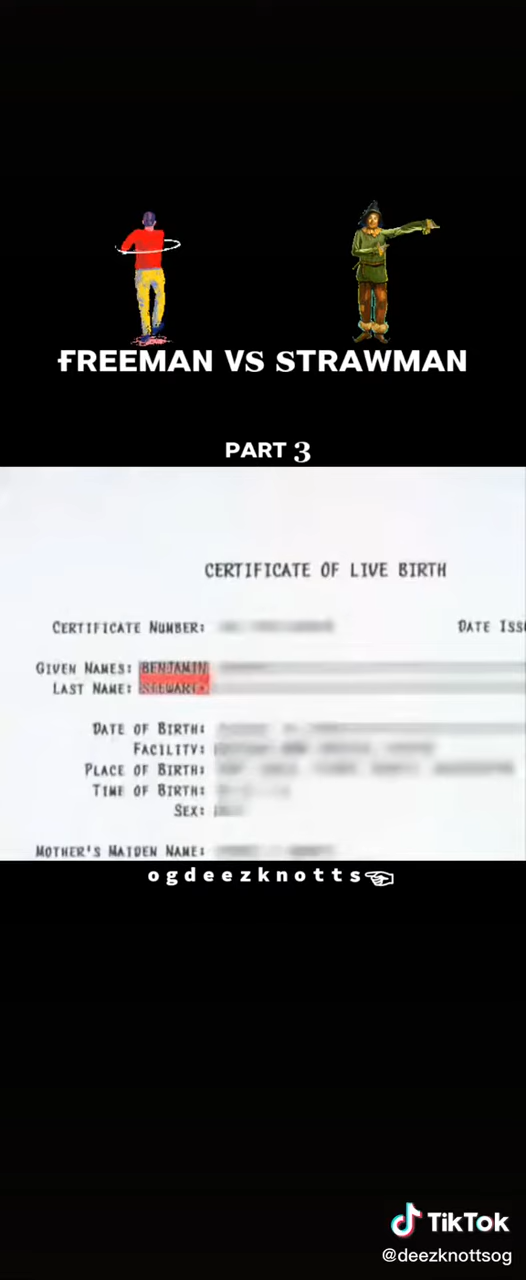 FREEMAN VS STRAWMAN
PART 3
CERTIFICATE OF LIVE BIRTH
CERTIFICATE NUMBER:
DATE ISS
GIVEN NAMES: BENJAMIN
LAST NAME: STEWART
DATE OF BIRTH:
FACILITY:
PLACE OF BIRTH:
TIME OF BIRTH:
SEX:
MOTHER'S MAIDEN NAME:
ogdeezknotts
TikTok
@deezknottsog